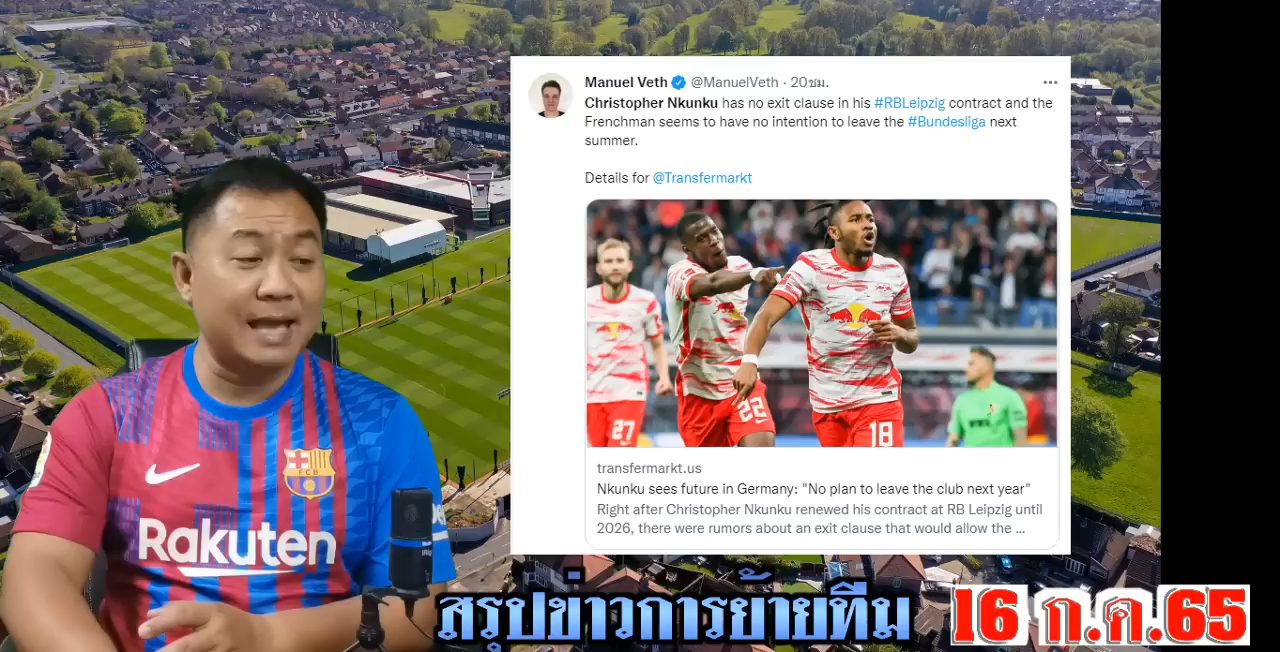 Manuel Veth @ManuelVeth · 20ชม.
Christopher Nkunku has no exit clause in his #RBLeipzig contract and the
Frenchman seems to have no intention to leave the #Bundesliga next
summer.
Details for @Transfermarkt
27
22
18
transfermarkt.us
Nkunku sees future in Germany: "No plan to leave the club next year"
Right after Christopher Nkunku renewed his contract at RB Leipzig until
2026, there were rumors about an exit clause that would allow the ...
FCB
Rakuten
สรุปข่าวการย้ายทีม 16 ก.ค.65